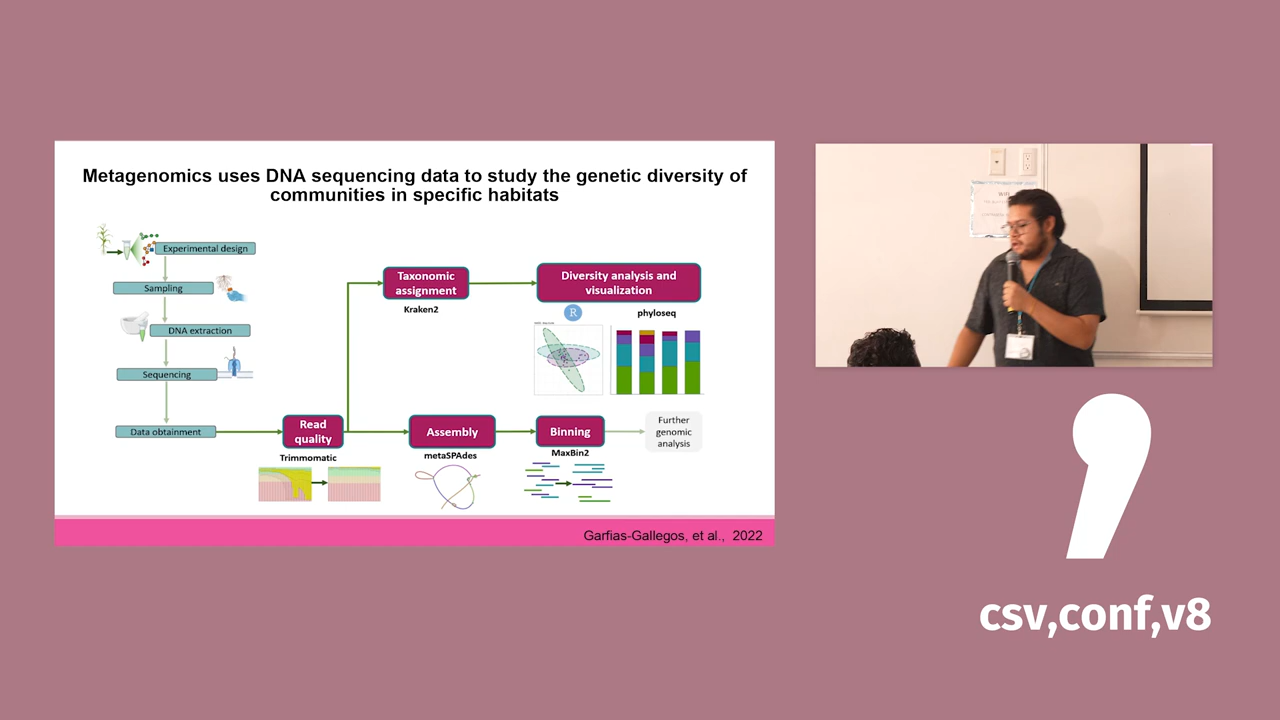 Metagenomics uses DNA sequencing data to study the genetic diversity of
communities in specific habitats
Experimental design
Sampling
DNA extraction
Sequencing
Data obtainment
Read
quality
Trimmomatic
Taxonomic
assignment
Kraken2
Diversity analysis and
visualization
R
phyloseq
Assembly
metaSPAdes
Binning
MaxBin2
Further
genomic
analysis
Garfias-Gallegos, et al., 2022
csv,conf,v8